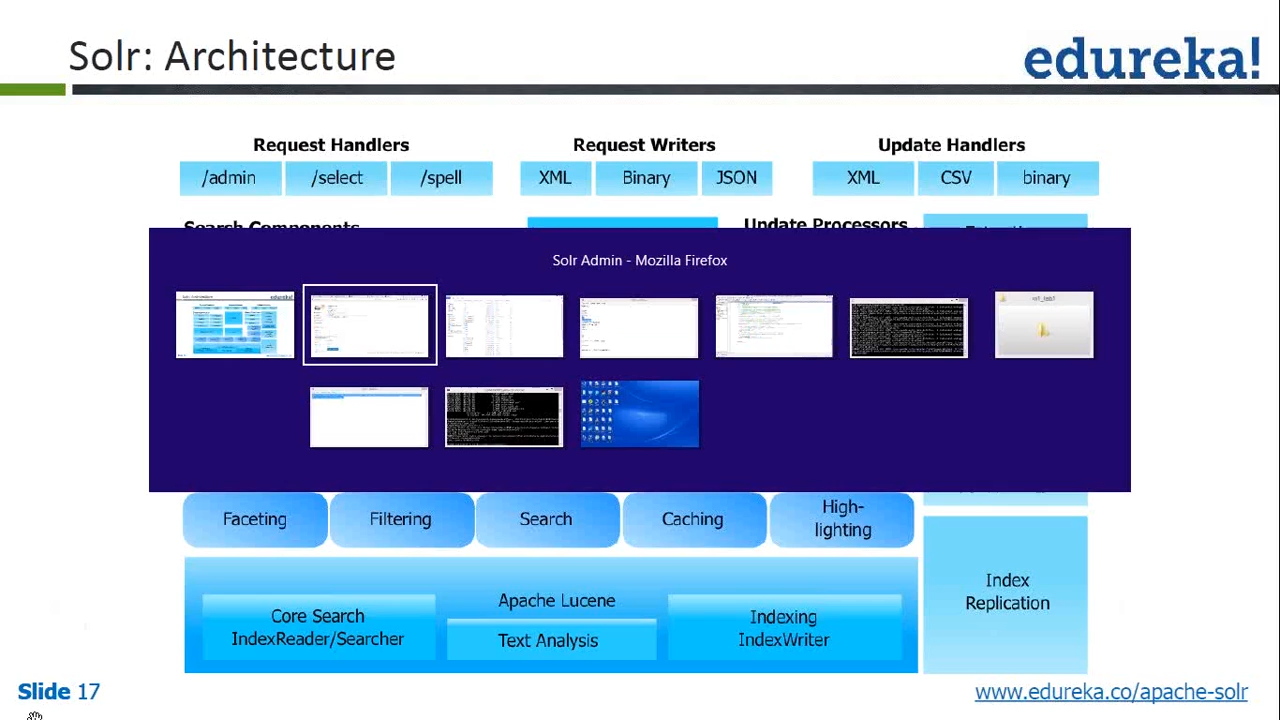 Solr: Architecture
edureka!
Request Handlers
Request Writers
Update Handlers
/admin
/select
/spell
XML
Binary
JSON
XML
CSV
binary
Search Components
Update Processors
Solr Admin - Mozilla Firefox
Faceting
Filtering
Search
Caching
High-
lighting
Apache Lucene
Core Search
IndexReader/Searcher
Text Analysis
Indexing
IndexWriter
Index
Replication
Slide 17
www.edureka.co/apache-solr